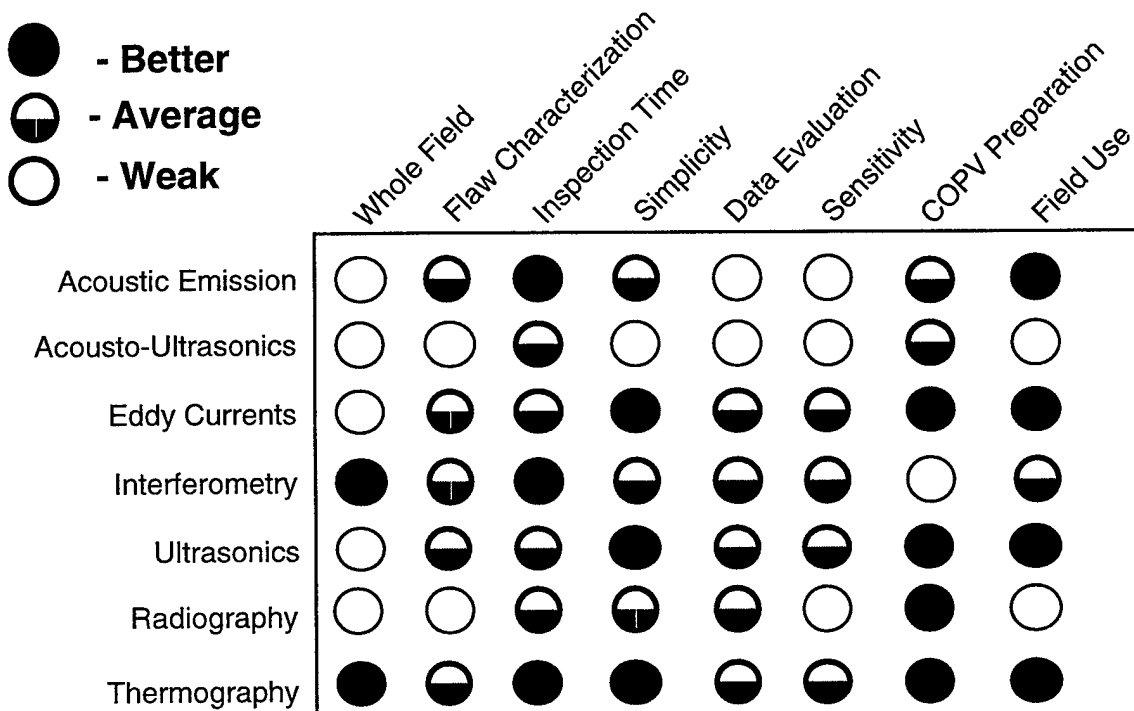 - Better
- Average
- Weak
Whole Field
Flaw Characterization
Inspection Time
Simplicity
Data Evaluation
Sensitivity
COPV Preparation
Field Use
Acoustic Emission
Acousto-Ultrasonics
Eddy Currents
Interferometry
Ultrasonics
Radiography
Thermography